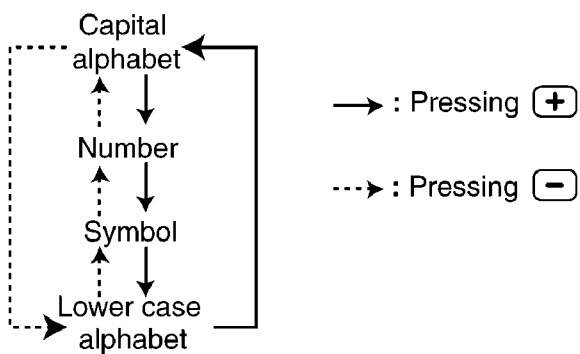 Capital
alphabet
Number
Symbol
Lower case
alphabet
: Pressing +
: Pressing −